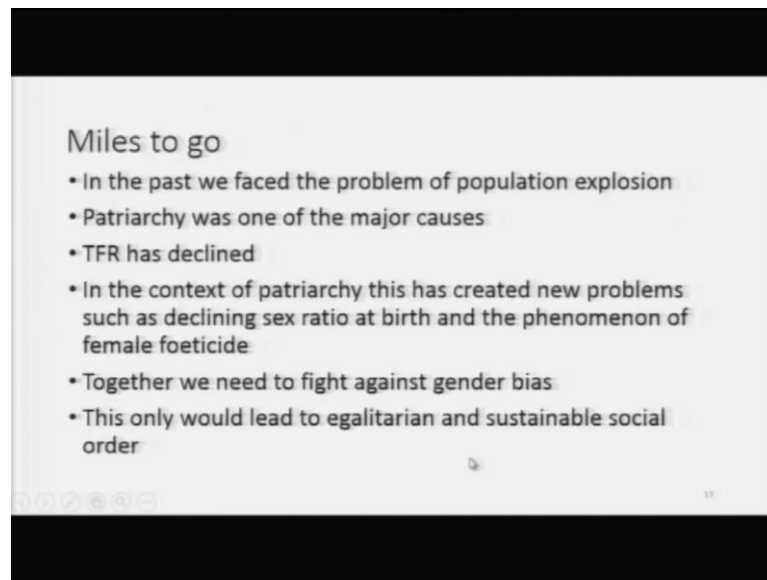 Miles to go
• In the past we faced the problem of population explosion
• Patriarchy was one of the major causes
• TFR has declined
• In the context of patriarchy this has created new problems
such as declining sex ratio at birth and the phenomenon of
female foeticide
• Together we need to fight against gender bias
• This only would lead to egalitarian and sustainable social
order
17